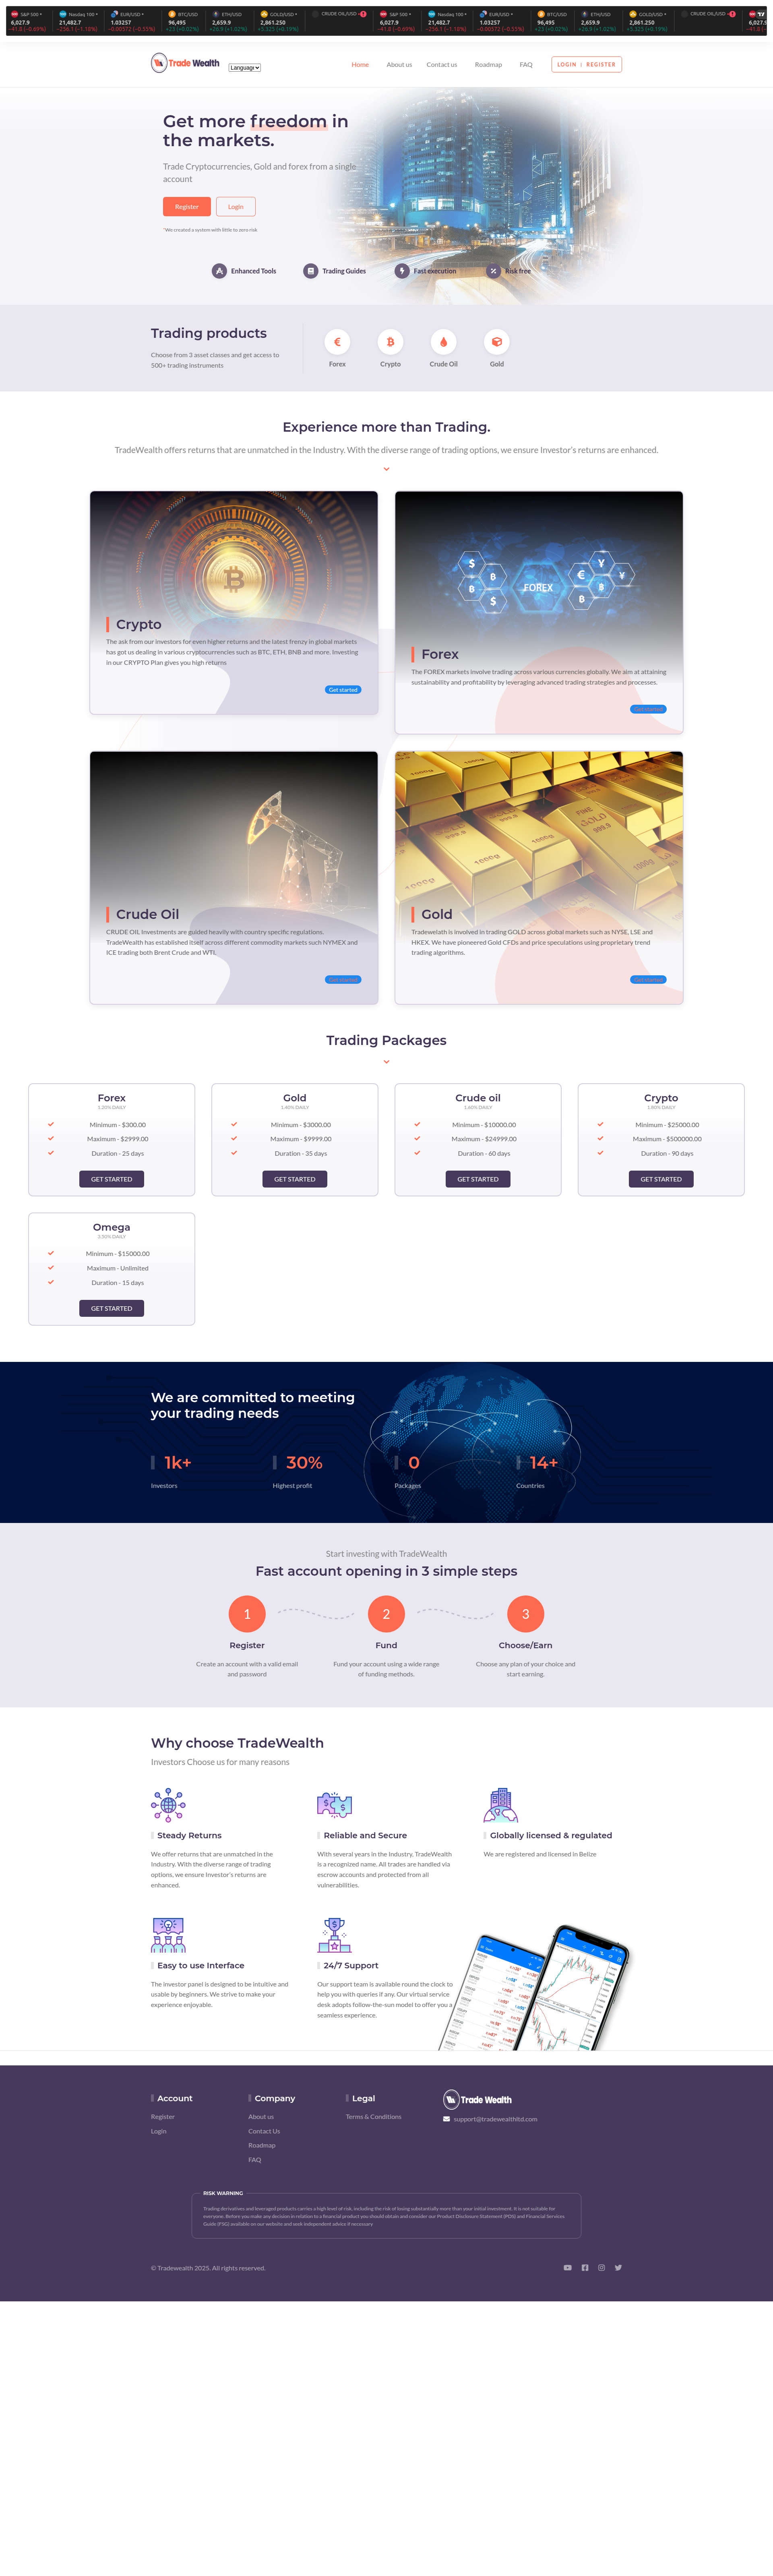 S&P 500 Nasdaq 100 EUR/USD BTC/USD ETH/USD GOLD/USD CRUDE OIL/USD S&P 500 Nasdaq 100 EUR/USD BTC/USD ETH/USD GOLD/USD CRUDE OIL/USD
6,027.9 21,482.7 1.03257 96,495 2,659.9 2,861.250 6,027.9 21,482.7 1.03257 96,495 2,659.9 2,861.250 6,027.9
−41.8 (−0.69%) −256.1 (−1.18%) −0.00572 (−0.55%) +23 (+0.02%) +26.9 (+1.02%) +5.325 (+0.19%) −41.8 (−0.69%) −256.1 (−1.18%) −0.00572 (−0.55%) +23 (+0.02%) +26.9 (+1.02%) +5.325 (+0.19%)
Trade Wealth
Home About us Contact us Roadmap FAQ LOGIN REGISTER
Get more freedom in
the markets.
Trade Cryptocurrencies, Gold and forex from a single
account
Register Login
*We created a system with little to zero risk
Enhanced Tools Trading Guides Fast execution Risk free
Trading products
Choose from 3 asset classes and get access to
500+ trading instruments
Forex Crypto Crude Oil Gold
Experience more than Trading.
TradeWealth offers returns that are unmatched in the Industry. With the diverse range of trading options, we ensure Investor's returns are enhanced.
Crypto
The ask from our investors for even higher returns and the latest frenzy in global markets
has got us dealing in various cryptocurrencies such as BTC, ETH, BNB and more. Investing
in our CRYPTO Plan gives you high returns
Get started
FOREX
Forex
The FOREX markets involve trading across various currencies globally. We aim at attaining
sustainability and profitability by leveraging advanced trading strategies and processes.
Get started
Crude Oil
CRUDE OIL Investments are guided heavily with country specific regulations.
TradeWealth has established itself across different commodity markets such NYMEX and
ICE trading both Brent Crude and WTI.
Get started
Gold
Tradewelath is involved in trading GOLD across global markets such as NYSE, LSE and
HKEX. We have pioneered Gold CFDs and price speculations using proprietary trend
trading algorithms.
Get started
Trading Packages
Forex
1.20% DAILY
Minimum - $300.00
Maximum - $2999.00
Duration - 25 days
GET STARTED
Gold
1.40% DAILY
Minimum - $3000.00
Maximum - $9999.00
Duration - 35 days
GET STARTED
Crude oil
1.60% DAILY
Minimum - $10000.00
Maximum - $24999.00
Duration - 60 days
GET STARTED
Crypto
1.80% DAILY
Minimum - $25000.00
Maximum - $500000.00
Duration - 90 days
GET STARTED
Omega
3.50% DAILY
Minimum - $15000.00
Maximum - Unlimited
Duration - 15 days
GET STARTED
We are committed to meeting
your trading needs
1k+ 30% 0 14+
Investors Highest profit Packages Countries
Start investing with TradeWealth
Fast account opening in 3 simple steps
1 2 3
Register Fund Choose/Earn
Create an account with a valid email
and password
Fund your account using a wide range
of funding methods.
Choose any plan of your choice and
start earning.
Why choose TradeWealth
Investors Choose us for many reasons
Steady Returns
We offer returns that are unmatched in the
Industry. With the diverse range of trading
options, we ensure Investor's returns are
enhanced.
Reliable and Secure
With several years in the Industry, TradeWealth
is a recognized name. All trades are handled via
escrow accounts and protected from all
vulnerabilities.
Globally licensed & regulated
We are registered and licensed in Belize
Easy to use Interface
The investor panel is designed to be intuitive and
usable by beginners. We strive to make your
experience enjoyable.
24/7 Support
Our support team is available round the clock to
help you with queries if any. Our virtual service
desk adopts follow-the-sun model to offer you a
seamless experience.
Account Company Legal Trade Wealth
Register About us Terms & Conditions support@tradewealthltd.com
Login Contact Us
Roadmap
FAQ
RISK WARNING
Trading derivatives and leveraged products carries a high level of risk, including the risk of losing substantially more than your initial investment. It is not suitable for
everyone. Before you make any decision in relation to a financial product you should obtain and consider our Product Disclosure Statement (PDS) and Financial Services
Guide (FSG) available on our website and seek independent advice if necessary
© Tradewealth 2025. All rights reserved.